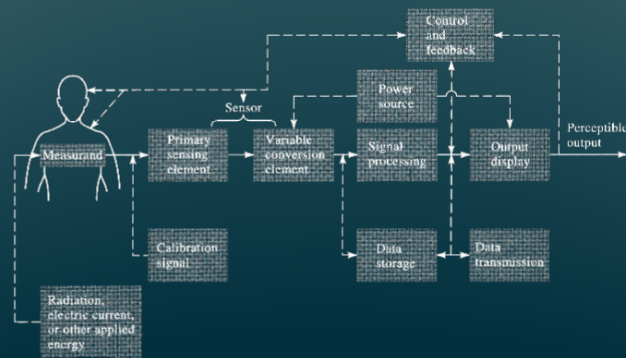 Control
and
feedback
Power
source
Sensor
Perceptible
output
Measurand
Primary
sensing
element
Variable
conversion
element
Signal
processing
Output
display
Calibration
signal
Data
storage
Data
transmission
Radiation,
electric current,
or other applied
energy